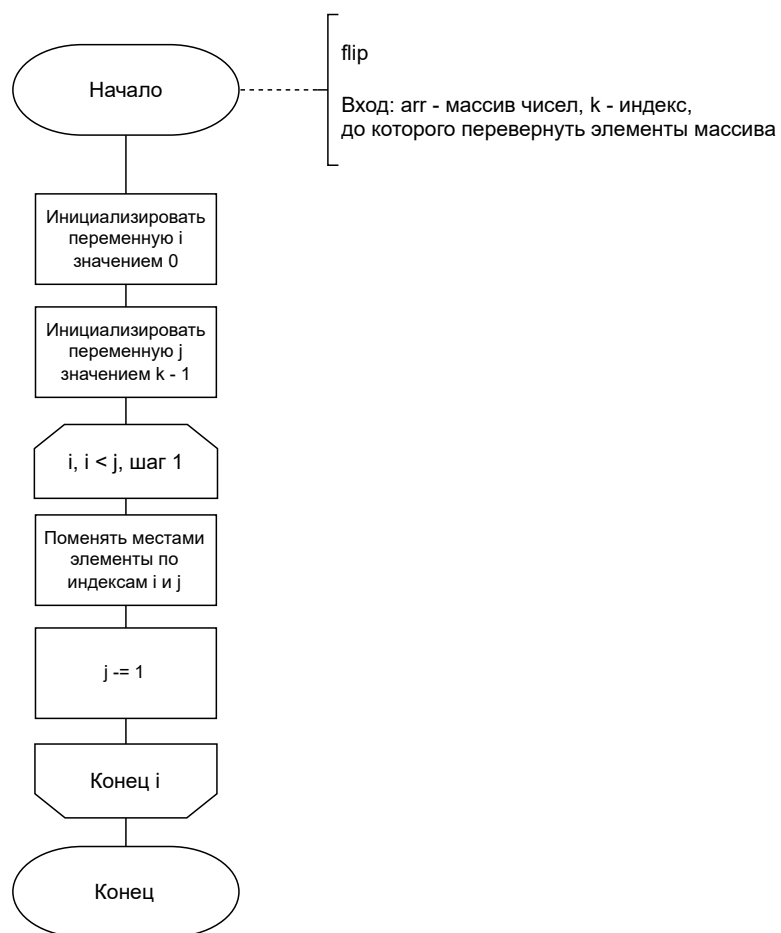 Начало
flip
Вход: arr - массив чисел, k - индекс,
до которого перевернуть элементы массива
Инициализировать
переменную i
значением 0
Инициализировать
переменную j
значением k - 1
i, i < j, шаг 1
Поменять местами
элементы по
индексам i и j
j -= 1
Конец i
Конец